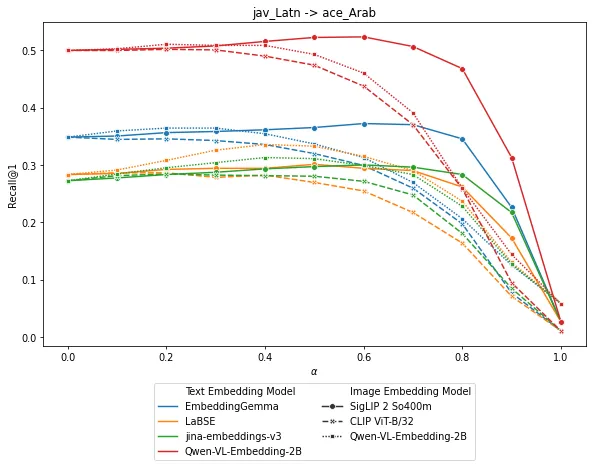 jav_Latn -> ace_Arab
Recall@1
0.5
0.4
0.3
0.2
0.1
0.0
0.0 0.2 0.4 0.6 0.8 1.0
α
Text Embedding Model Image Embedding Model
EmbeddingGemma SigLIP 2 So400m
LaBSE CLIP ViT-B/32
jina-embeddings-v3 Qwen-VL-Embedding-2B
Qwen-VL-Embedding-2B